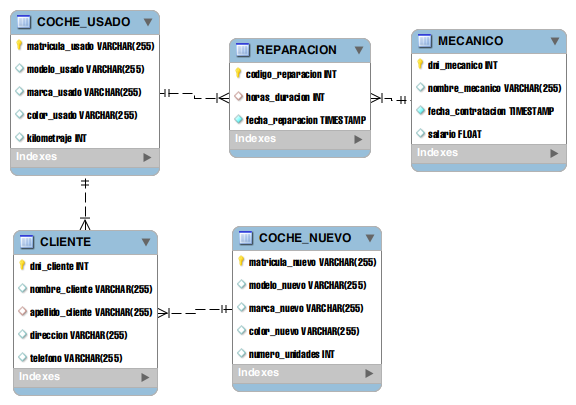 COCHE_USADO
matricula_usado VARCHAR(255)
modelo_usado VARCHAR(255)
marca_usado VARCHAR(255)
color_usado VARCHAR(255)
kilometraje INT
Indexes
REPARACION
codigo_reparacion INT
horas_duracion INT
fecha_reparacion TIMESTAMP
Indexes
MECANICO
dni_mecanico INT
nombre_mecanico VARCHAR(255)
fecha_contratacion TIMESTAMP
salario FLOAT
Indexes
CLIENTE
dni_cliente INT
nombre_cliente VARCHAR(255)
apellido_cliente VARCHAR(255)
direccion VARCHAR(255)
telefono VARCHAR(255)
Indexes
COCHE_NUEVO
matricula_nuevo VARCHAR(255)
modelo_nuevo VARCHAR(255)
marca_nuevo VARCHAR(255)
color_nuevo VARCHAR(255)
numero_unidades INT
Indexes